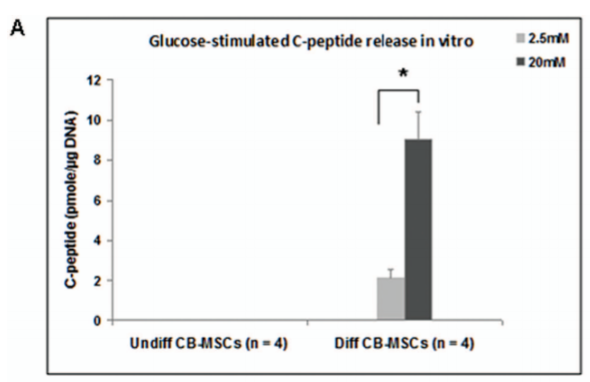 A
Glucose-stimulated C-peptide release in vitro
2.5mM
20mM
C-peptide (pmole/µg DNA)
12
10
8
6
4
2
0
*
Undiff CB-MSCs (n = 4)
Diff CB-MSCs (n = 4)